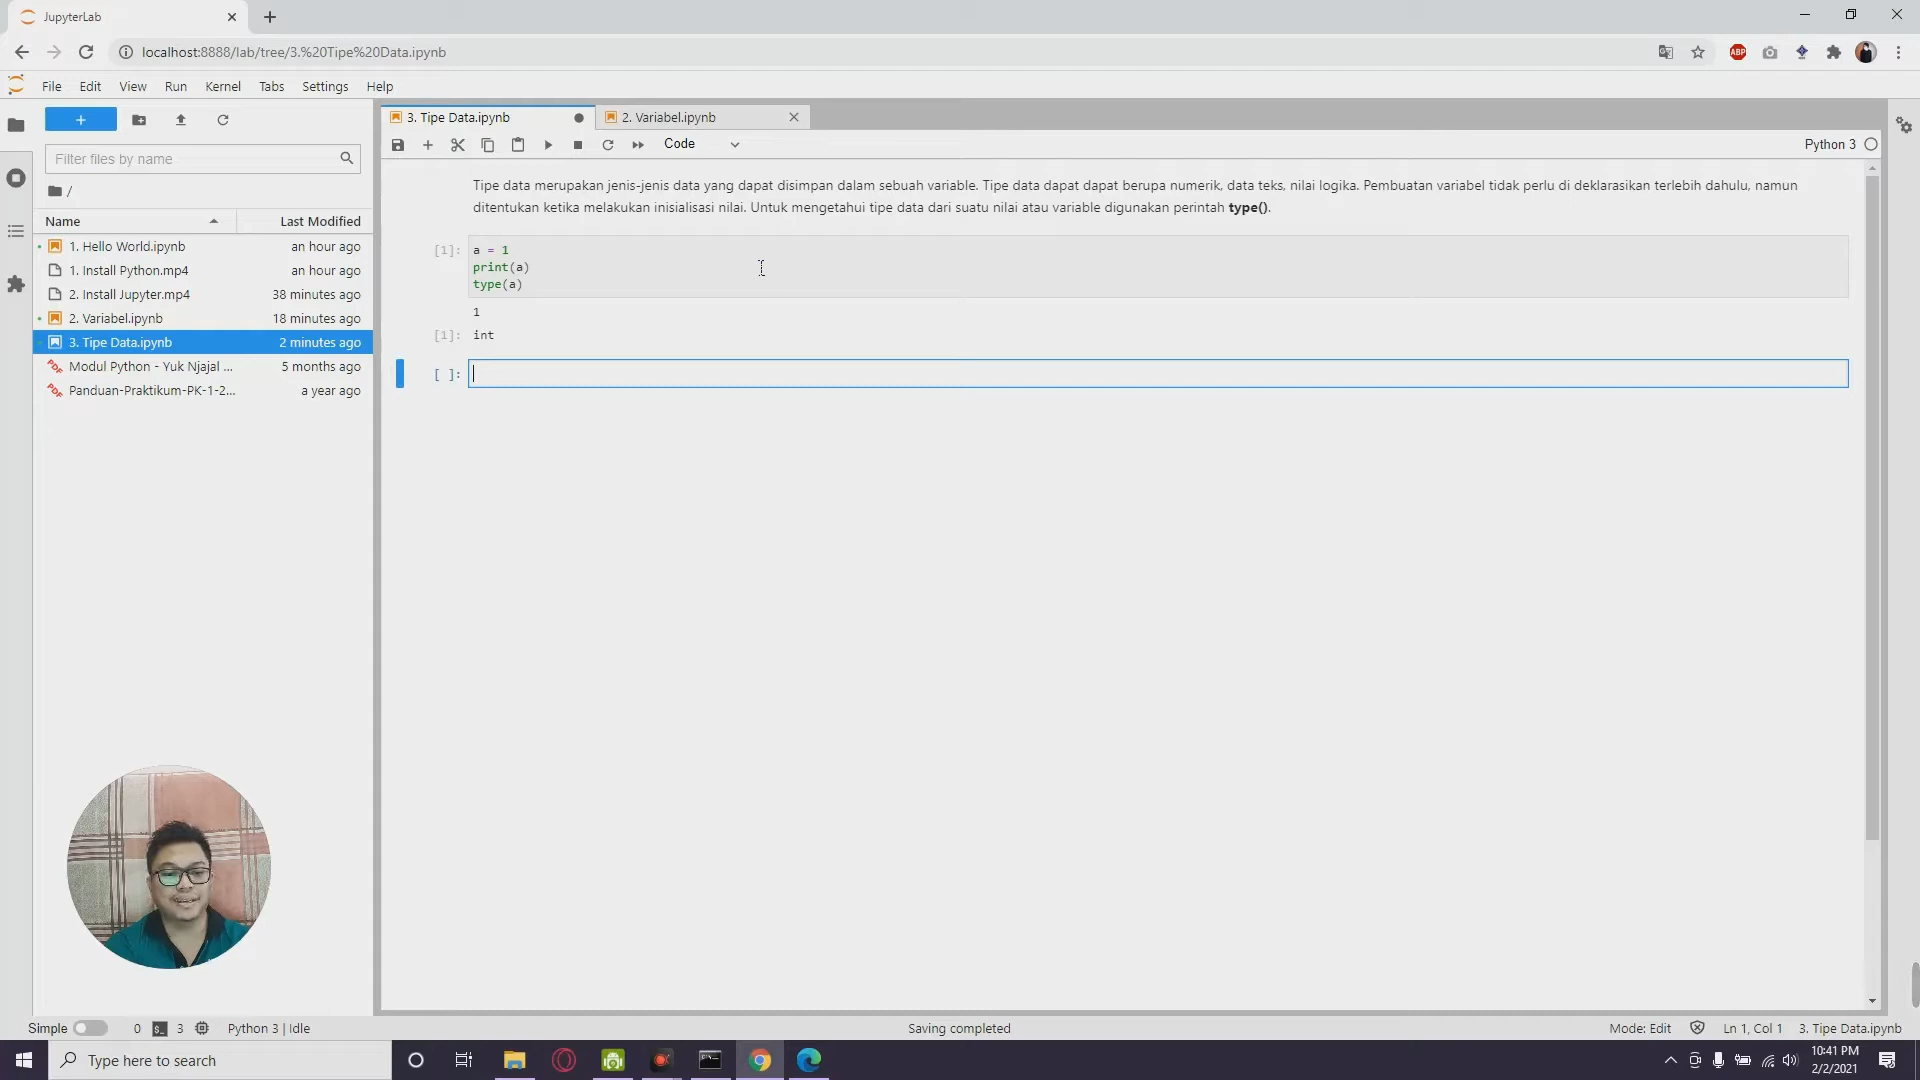 JupyterLab
localhost:8888/lab/tree/3.%20Tipe%20Data.ipynb
ABP
File Edit View Run Kernel Tabs Settings Help
3. Tipe Data.ipynb
2. Variabel.ipynb
Code
Python 3
Filter files by name
/
Name Last Modified
1. Hello World.ipynb an hour ago
1. Install Python.mp4 an hour ago
2. Install Jupyter.mp4 38 minutes ago
2. Variabel.ipynb 18 minutes ago
3. Tipe Data.ipynb 2 minutes ago
Modul Python - Yuk Njajal ... 5 months ago
Panduan-Praktikum-PK-1-2... a year ago
Tipe data merupakan jenis-jenis data yang dapat disimpan dalam sebuah variable. Tipe data dapat dapat berupa numerik, data teks, nilai logika. Pembuatan variabel tidak perlu di deklarasikan terlebih dahulu, namun
ditentukan ketika melakukan inisialisasi nilai. Untuk mengetahui tipe data dari suatu nilai atau variable digunakan perintah type().
[1]: a = 1
print(a)
type(a)
1
[1]: int
[ ]:
Simple 0 3 Python 3 | Idle Saving completed Mode: Edit Ln 1, Col 1 3. Tipe Data.ipynb
Type here to search
10:41 PM
2/2/2021